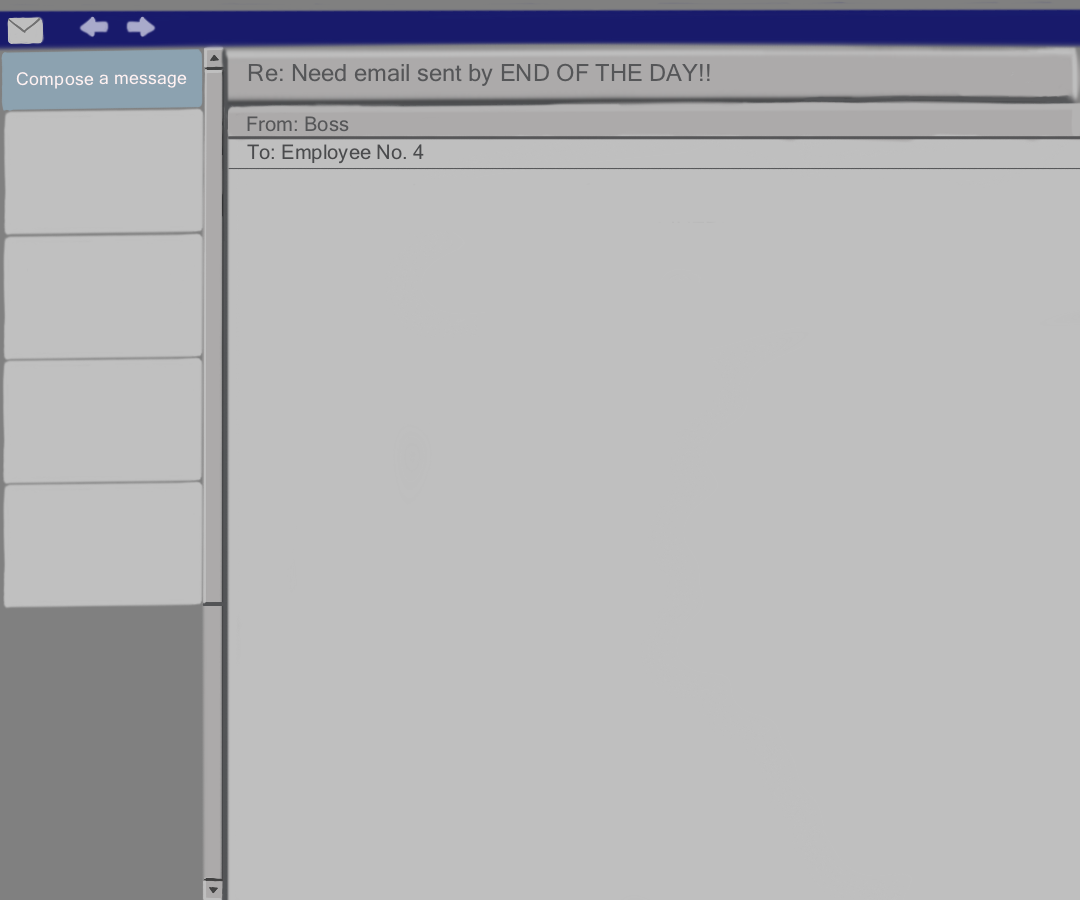 Compose a message
Re: Need email sent by END OF THE DAY!!
From: Boss
To: Employee No. 4